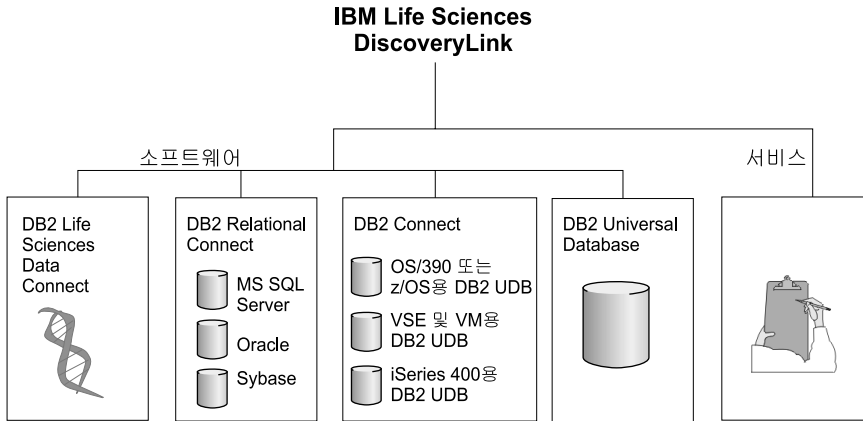 IBM Life Sciences
DiscoveryLink
소프트웨어
서비스
DB2 Life
Sciences
Data
Connect
DB2 Relational
Connect
MS SQL
Server
Oracle
Sybase
DB2 Connect
OS/390 또는
z/OS용 DB2 UDB
VSE 및 VM용
DB2 UDB
iSeries 400용
DB2 UDB
DB2 Universal
Database